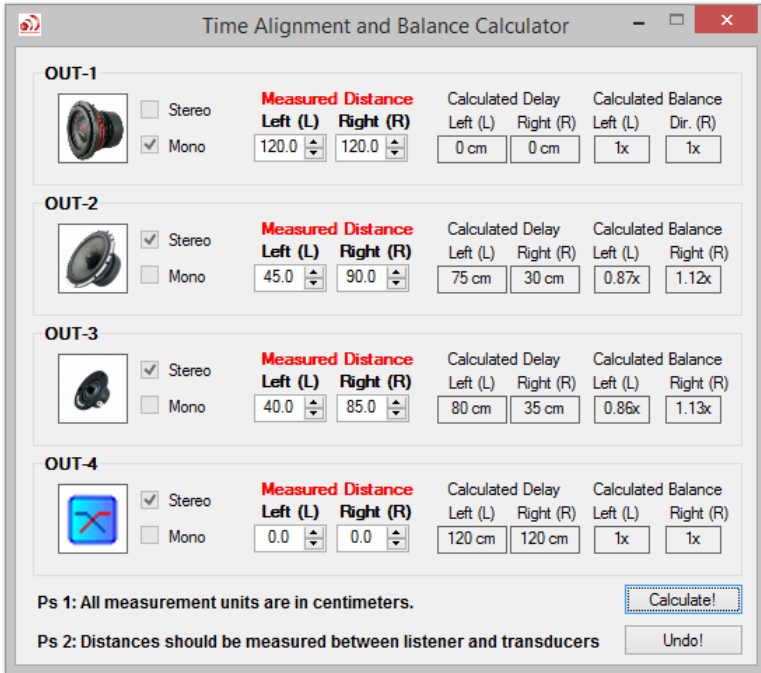 Time Alignment and Balance Calculator
OUT-1
Stereo
Mono
Measured Distance
Left (L) Right (R)
120.0 120.0
Calculated Delay
Left (L) Right (R)
0 cm 0 cm
Calculated Balance
Left (L) Dir. (R)
1x 1x
OUT-2
Stereo
Mono
Measured Distance
Left (L) Right (R)
45.0 90.0
Calculated Delay
Left (L) Right (R)
75 cm 30 cm
Calculated Balance
Left (L) Right (R)
0.87x 1.12x
OUT-3
Stereo
Mono
Measured Distance
Left (L) Right (R)
40.0 85.0
Calculated Delay
Left (L) Right (R)
80 cm 35 cm
Calculated Balance
Left (L) Right (R)
0.86x 1.13x
OUT-4
Stereo
Mono
Measured Distance
Left (L) Right (R)
0.0 0.0
Calculated Delay
Left (L) Right (R)
120 cm 120 cm
Calculated Balance
Left (L) Right (R)
1x 1x
Ps 1: All measurement units are in centimeters.
Calculate!
Ps 2: Distances should be measured between listener and transducers
Undo!